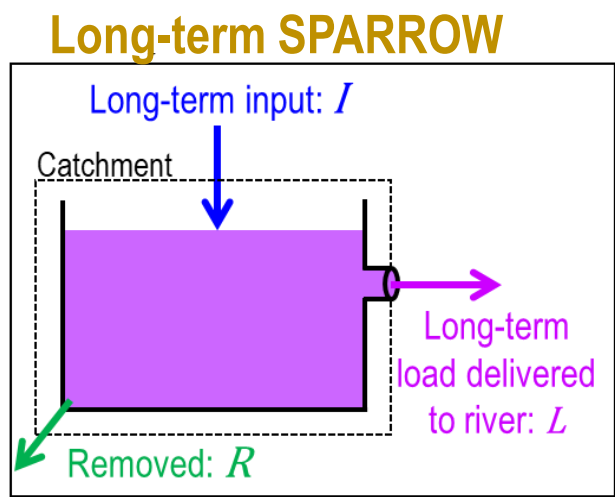 Long-term SPARROW
Long-term input: I
Catchment
Long-term
load delivered
to river: L
Removed: R